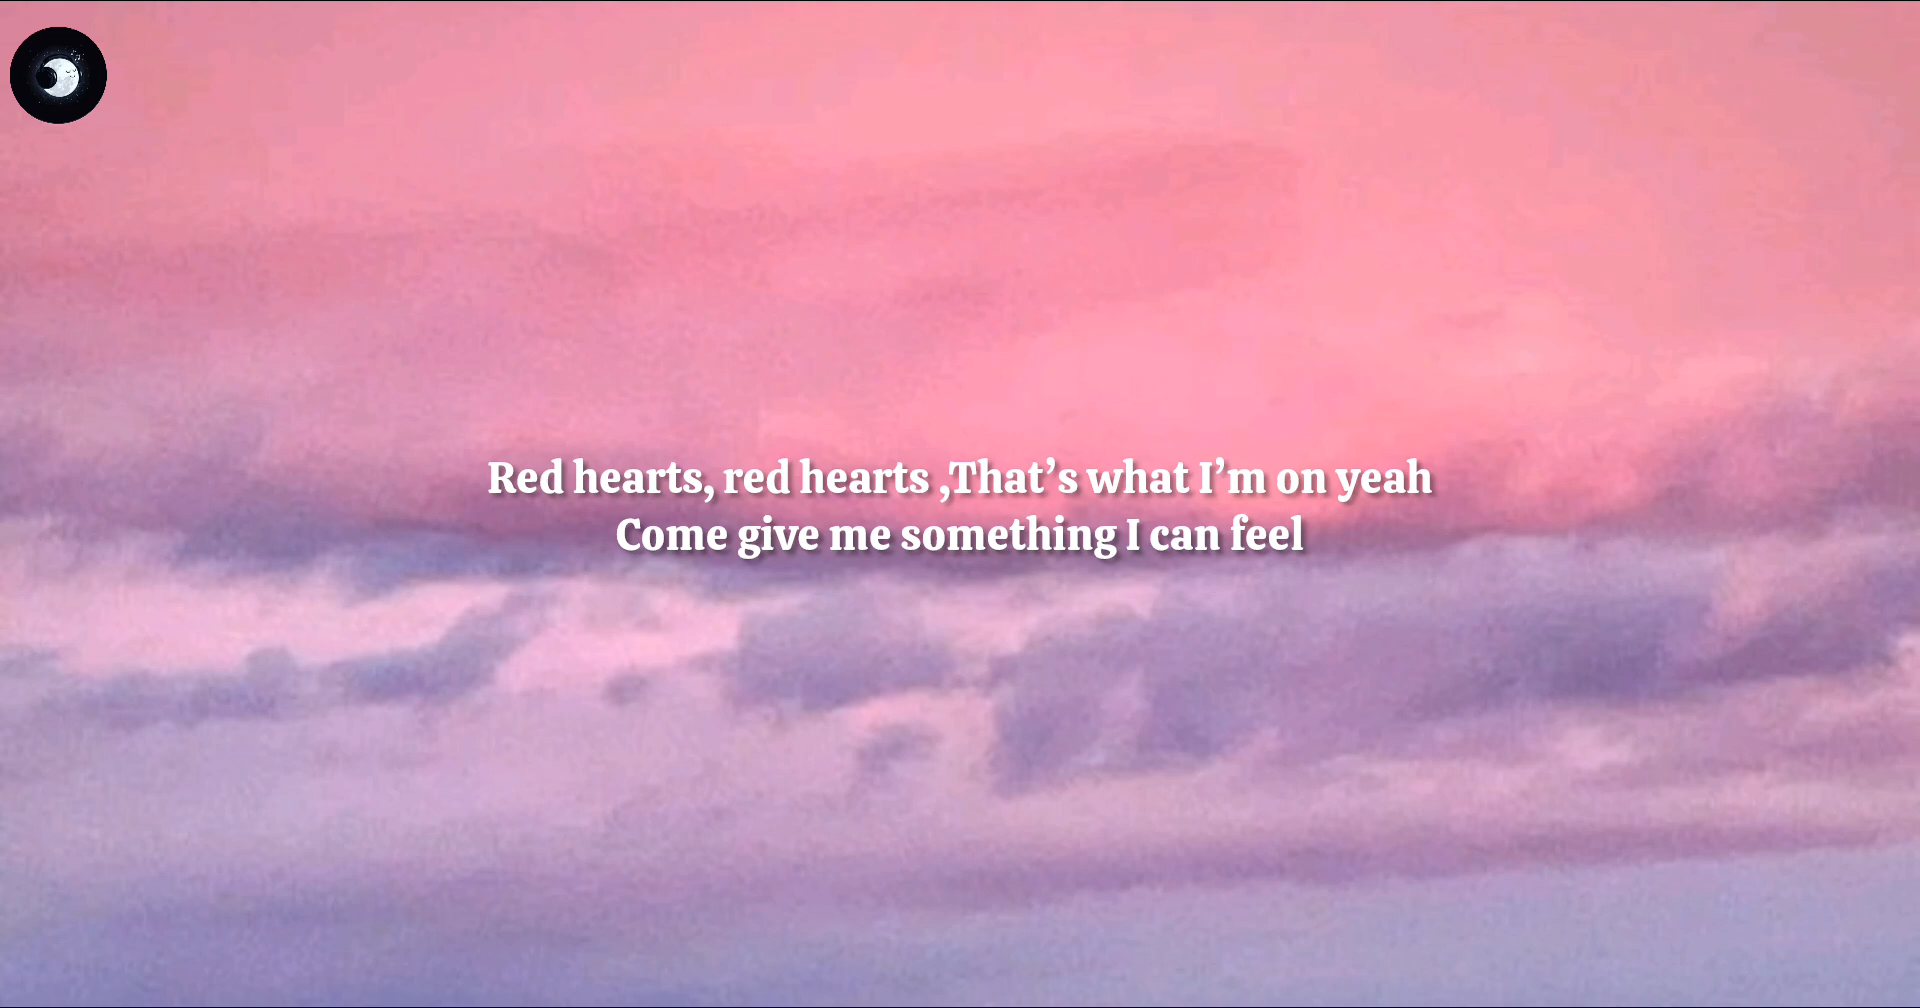 Red hearts, red hearts ,That’s what I’m on yeah
Come give me something I can feel